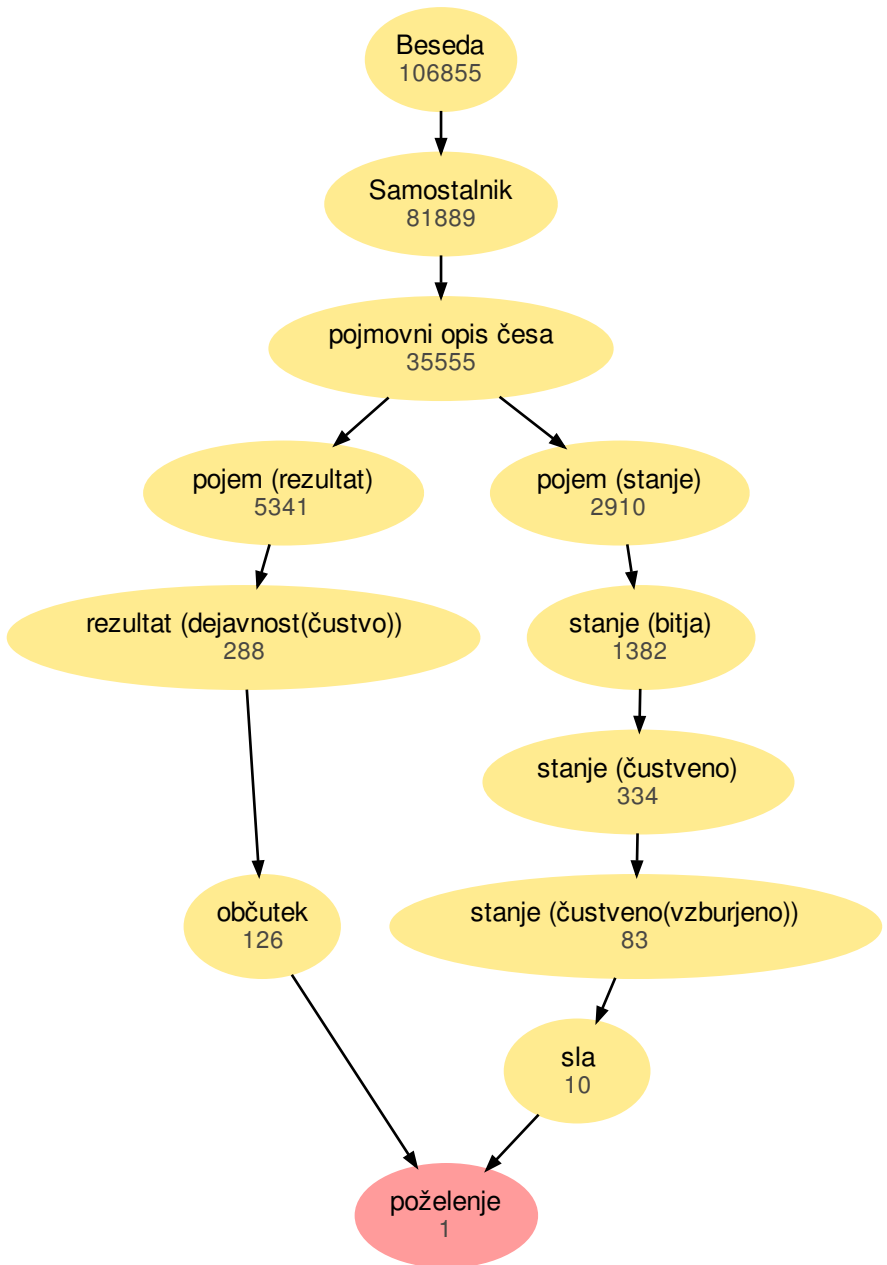 Beseda
106855
Samostalnik
81889
pojmovni opis česa
35555
pojem (rezultat)
5341
pojem (stanje)
2910
rezultat (dejavnost(čustvo))
288
stanje (bitja)
1382
stanje (čustveno)
334
občutek
126
stanje (čustveno(vzburjeno))
83
sla
10
poželenje
1